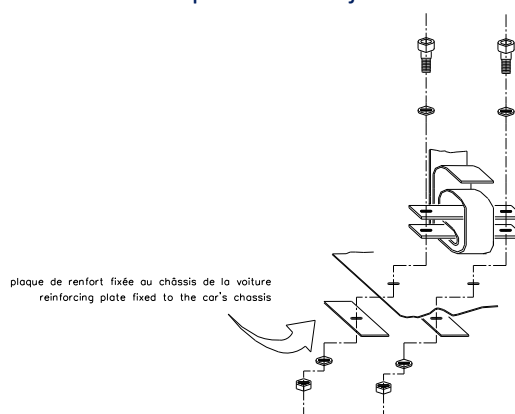 plaque de renfort fixée au châssis de la voiture
reinforcing plate fixed to the car's chassis